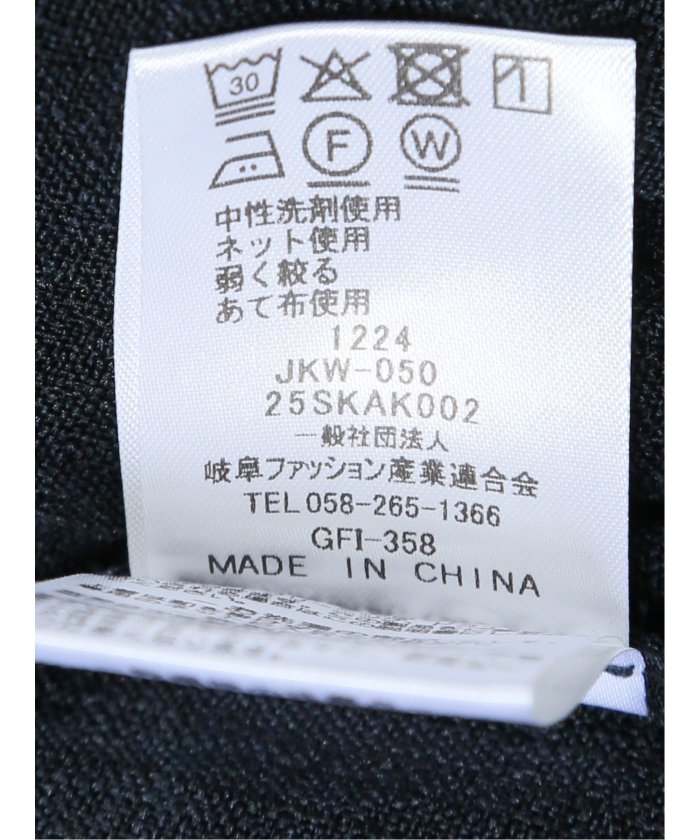 30
F W
中性洗剤使用
ネット使用
弱く絞る
あて布使用
1224
JKW-050
25SKAK002
一般社団法人
岐阜ファッション産業連合会
TEL 058-265-1366
GFI-358
MADE IN CHINA